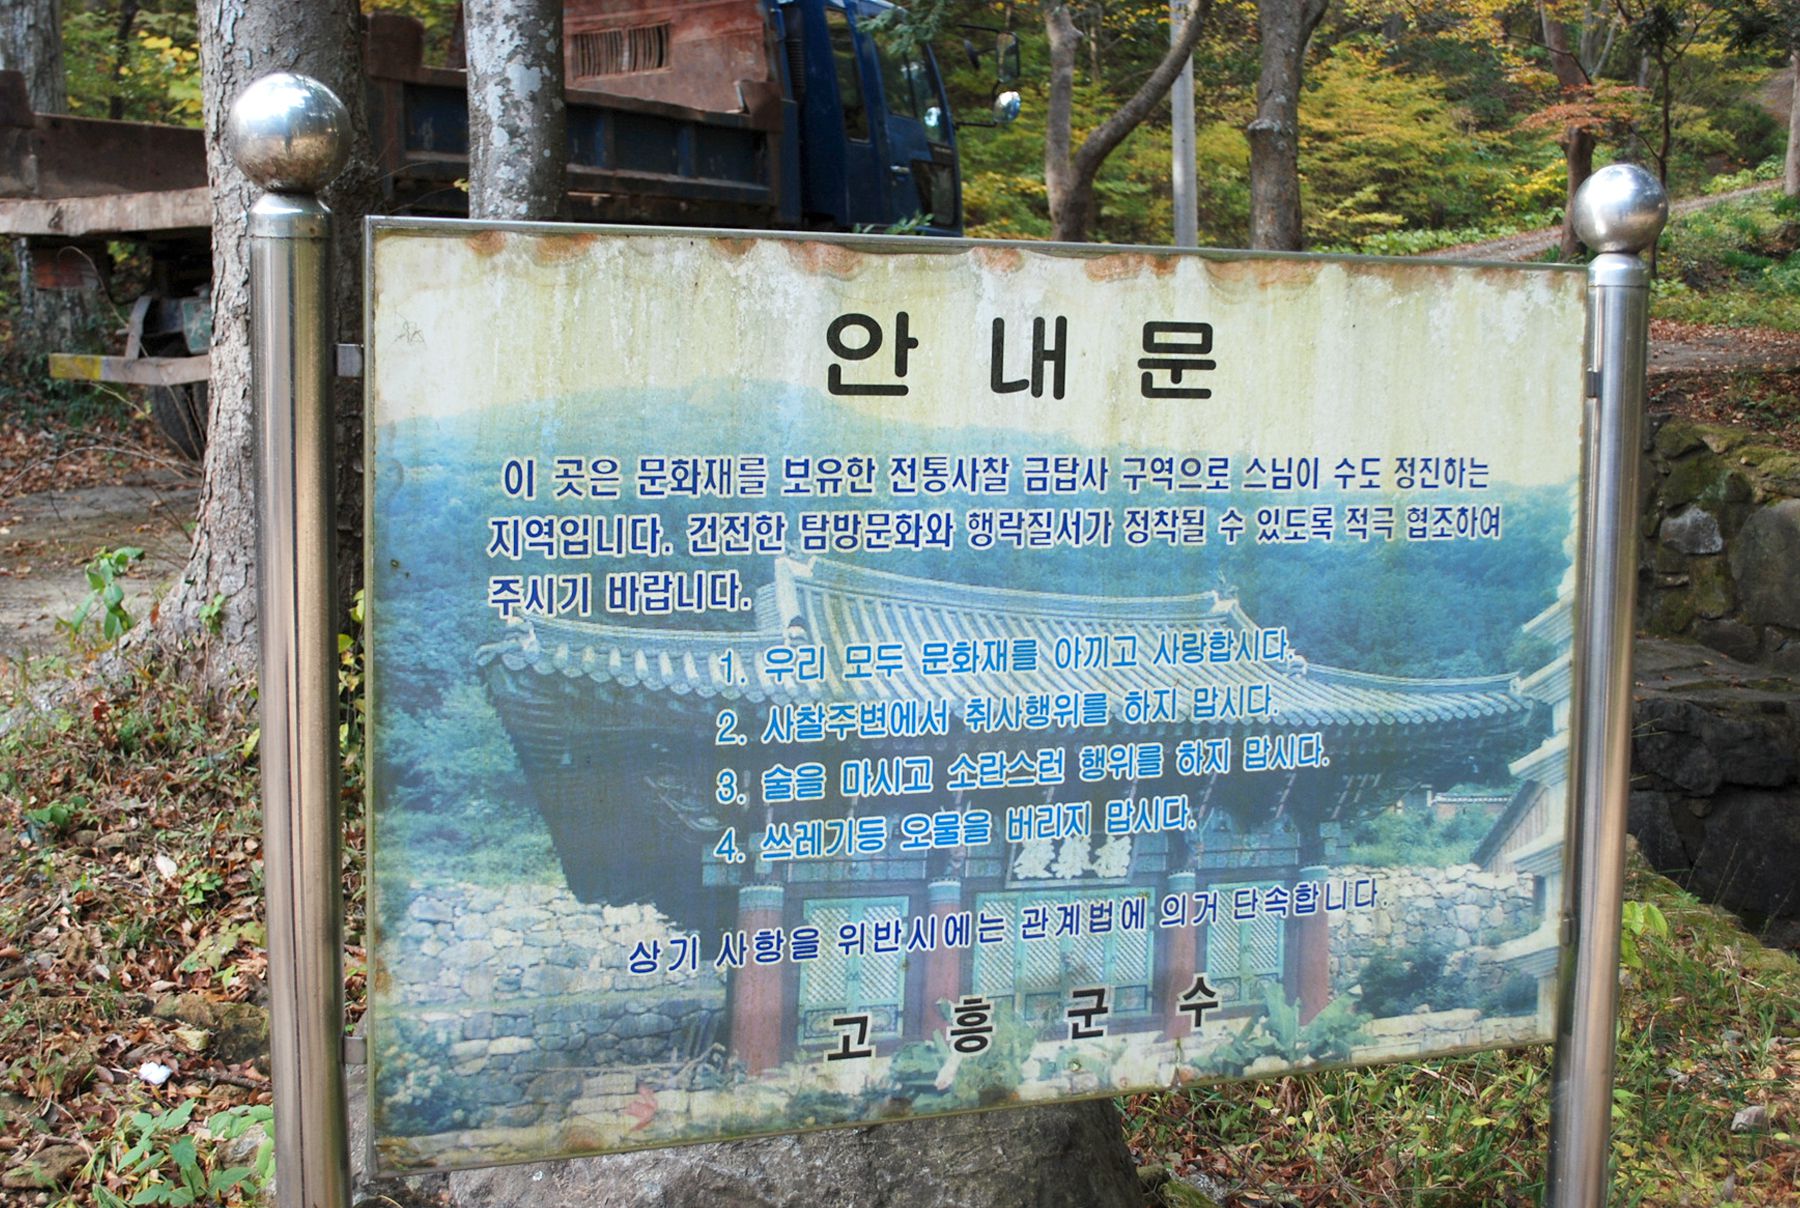 안내문
이 곳은 문화재를 보유한 전통사찰 금탑사 구역으로 스님이 수도 정진하는
지역입니다. 건전한 탐방문화와 행락질서가 정착될 수 있도록 적극 협조하여
주시기 바랍니다.
1. 우리 모두 문화재를 아끼고 사랑합시다.
2. 사찰주변에서 취사행위를 하지 맙시다.
3. 술을 마시고 소란스런 행위를 하지 맙시다.
4. 쓰레기등 오물을 버리지 맙시다.
상기 사항을 위반시에는 관계법에 의거 단속합니다.
고흥군수